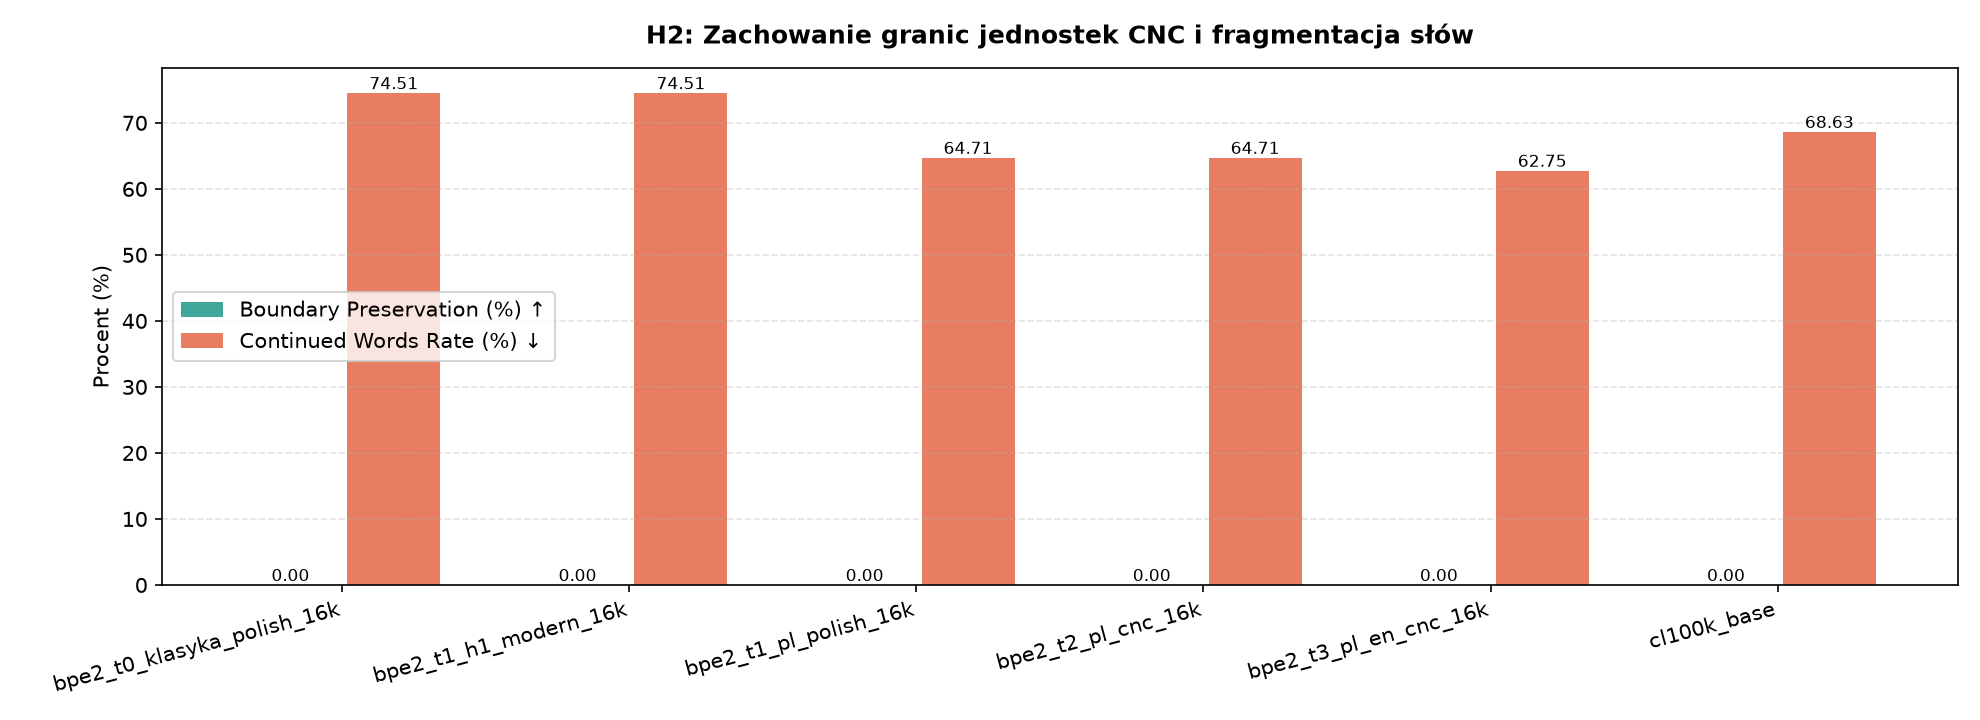 H2: Zachowanie granic jednostek CNC i fragmentacja słów
Procent (%)
70
60
50
40
30
20
10
0
74.51
74.51
64.71
64.71
62.75
68.63
0.00
0.00
0.00
0.00
0.00
0.00
Boundary Preservation (%) ↑
Continued Words Rate (%) ↓
bpe2_t0_klasyka_polish_16k
bpe2_t1_h1_modern_16k
bpe2_t1_pl_polish_16k
bpe2_t2_pl_cnc_16k
bpe2_t3_pl_en_cnc_16k
cl100k_base